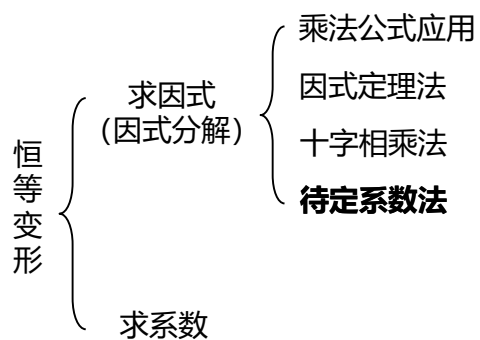 恒等变形
求因式
（因式分解）
乘法公式应用
因式定理法
十字相乘法
待定系数法
求系数